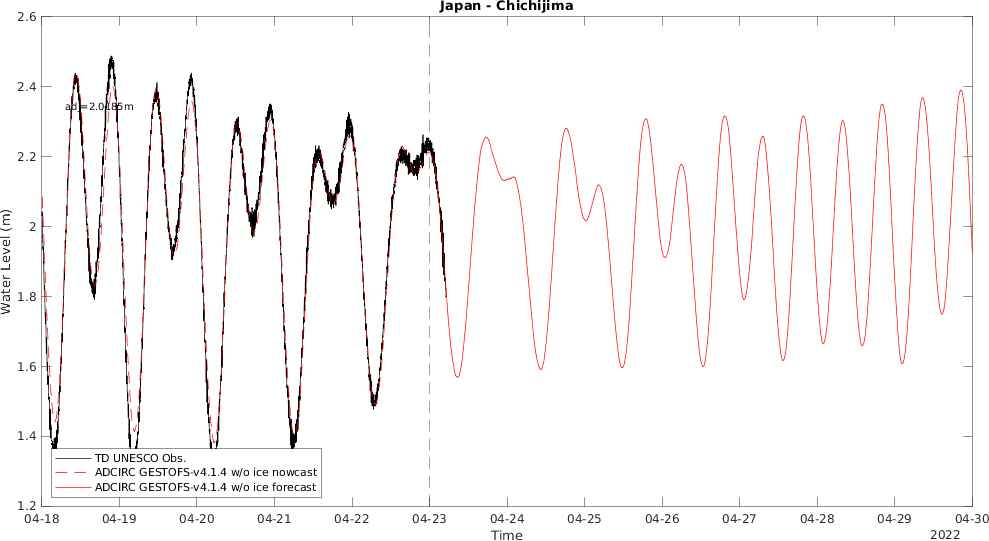 Japan - Chichijima
2.6
2.4
2.2
2
1.8
1.6
1.4
1.2
Water Level (m)
ad =2.0185m
TD UNESCO Obs.
ADCIRC GESTOFS-v4.1.4 w/o ice nowcast
ADCIRC GESTOFS-v4.1.4 w/o ice forecast
04-18 04-19 04-20 04-21 04-22 04-23 04-24 04-25 04-26 04-27 04-28 04-29 04-30
Time
2022